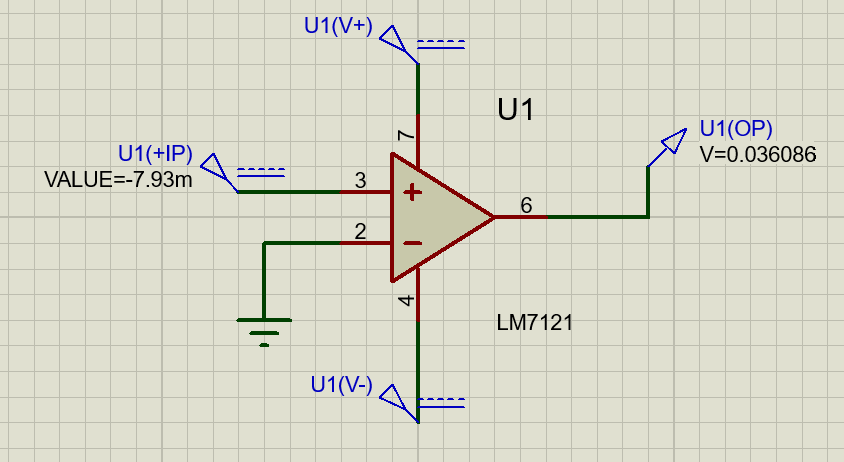 U1(V+)
U1
7
U1(OP)
V=0.036086
U1(+IP)
VALUE=-7.93m
3
+
6
2
−
4
LM7121
U1(V-)